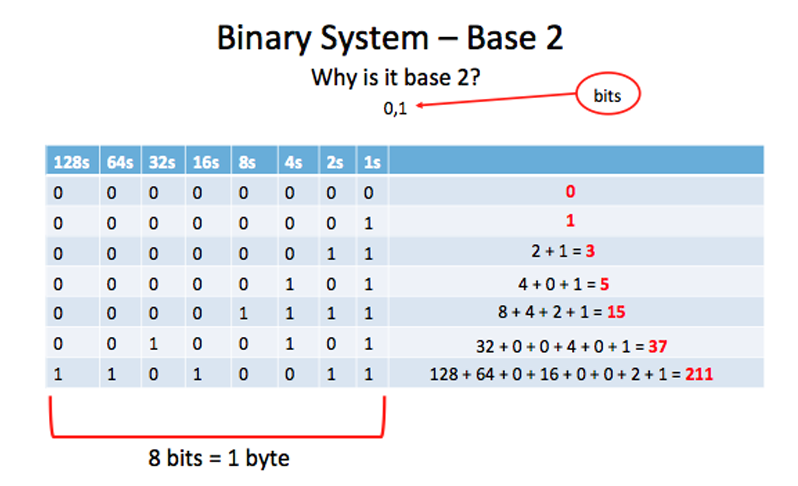 Binary System – Base 2
Why is it base 2?
bits
0,1
128s 64s 32s 16s 8s 4s 2s 1s
0 0 0 0 0 0 0 0 0
0 0 0 0 0 0 0 1 1
0 0 0 0 0 0 1 1 2 + 1 = 3
0 0 0 0 0 1 0 1 4 + 0 + 1 = 5
0 0 0 0 1 1 1 1 8 + 4 + 2 + 1 = 15
0 0 1 0 0 1 0 1 32 + 0 + 0 + 4 + 0 + 1 = 37
1 1 0 1 0 0 1 1 128 + 64 + 0 + 16 + 0 + 0 + 2 + 1 = 211
8 bits = 1 byte